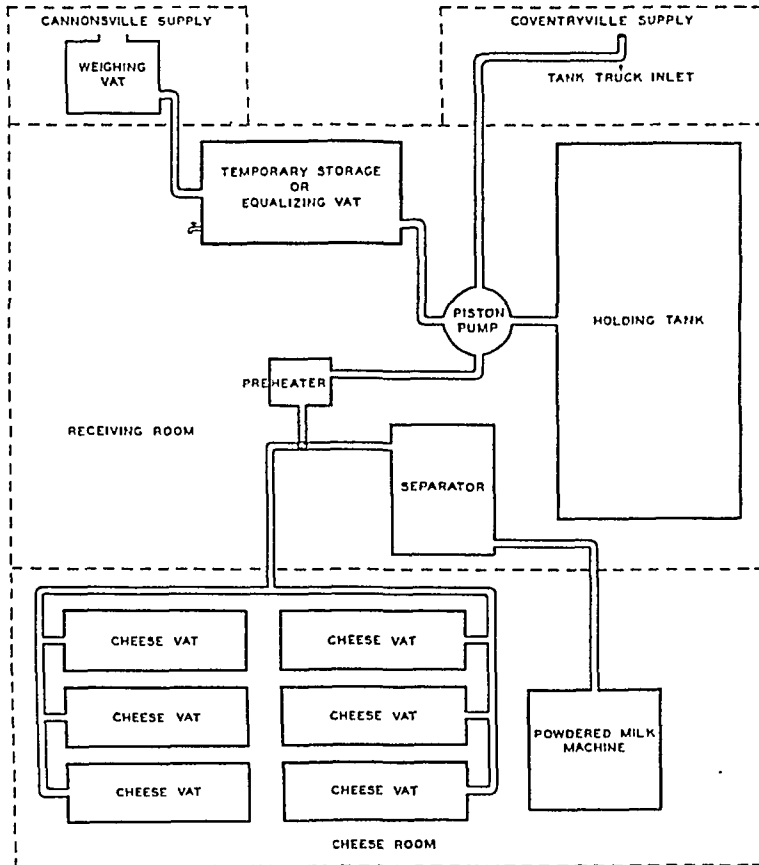 CANNONSVILLE SUPPLY
COVENTRYVILLE SUPPLY
WEIGHING
VAT
TANK TRUCK INLET
TEMPORARY STORAGE
OR
EQUALIZING VAT
PISTON
PUMP
HOLDING TANK
PREHEATER
RECEIVING ROOM
SEPARATOR
CHEESE VAT
CHEESE VAT
CHEESE VAT
CHEESE VAT
POWDERED MILK
MACHINE
CHEESE VAT
CHEESE VAT
CHEESE ROOM